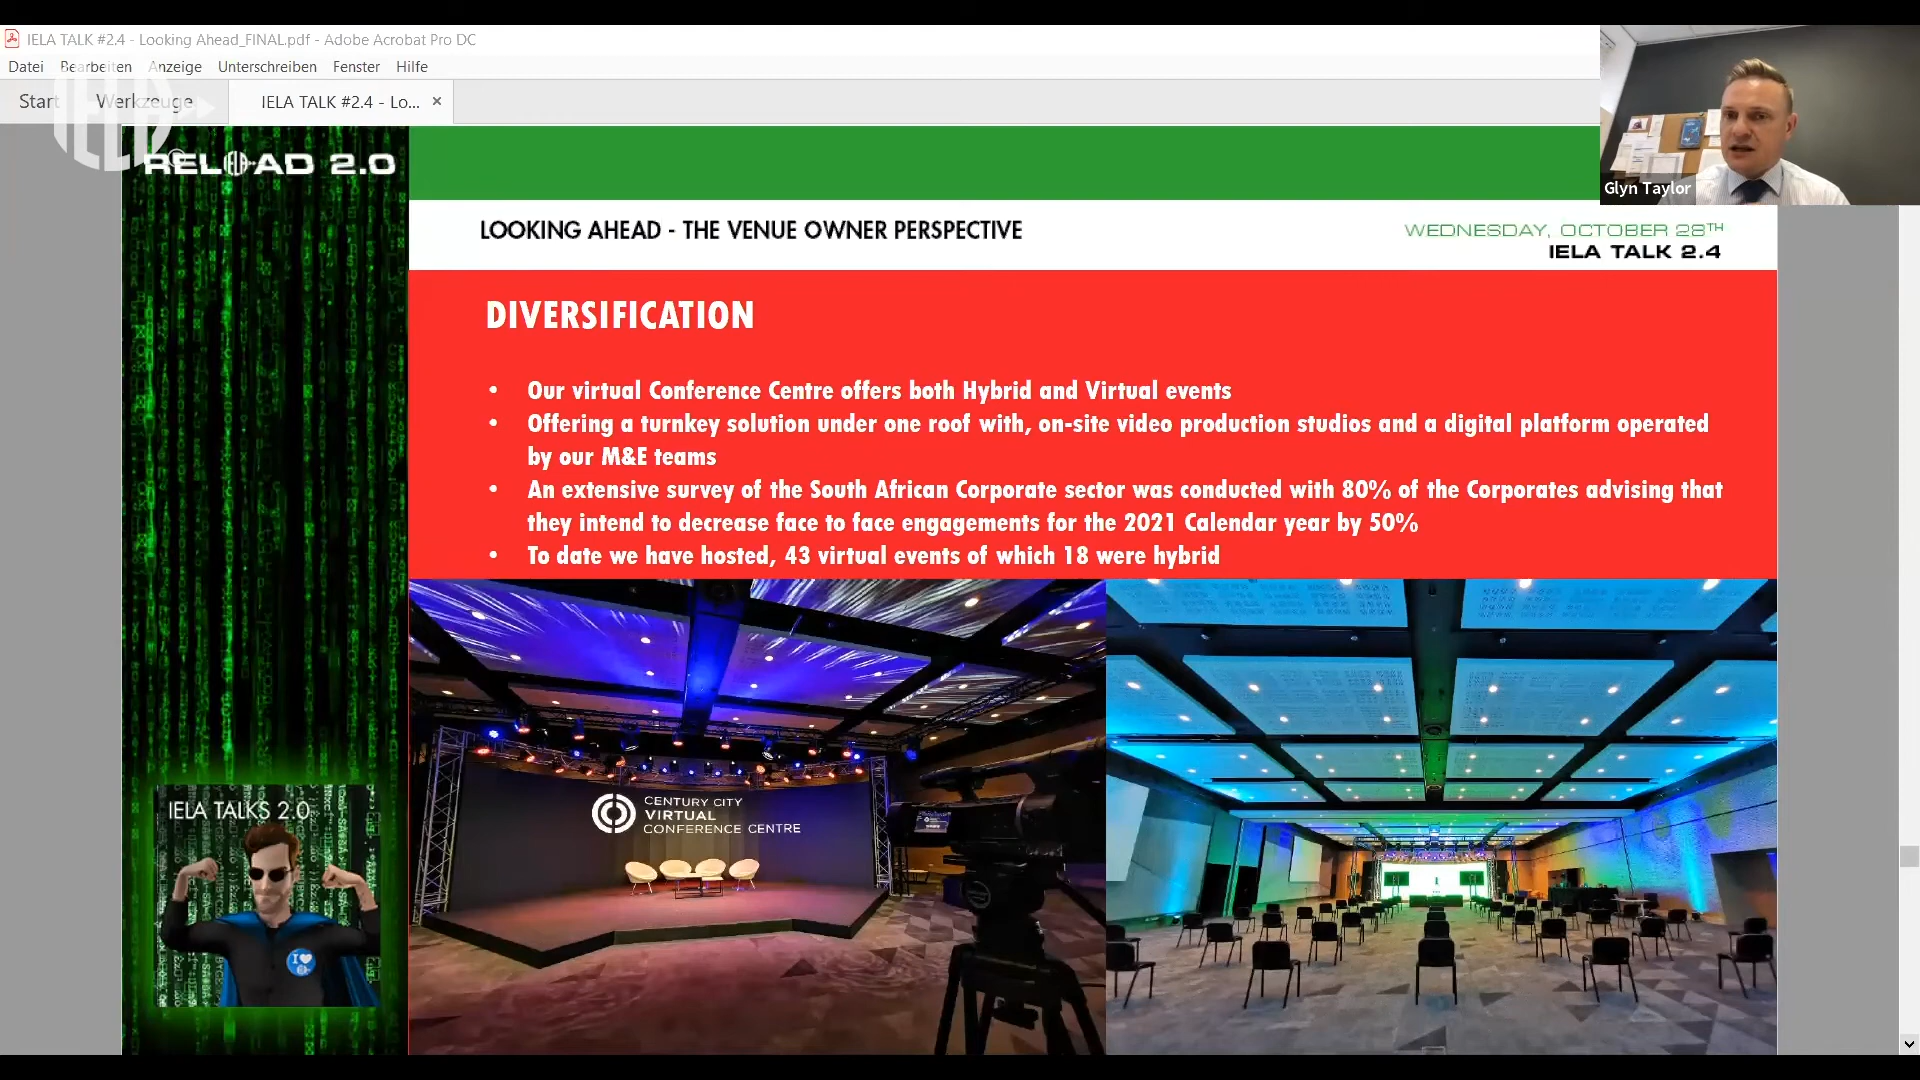 IELA TALK #2.4 - Looking Ahead_FINAL.pdf - Adobe Acrobat Pro DC
Datei Bearbeiten Anzeige Unterschreiben Fenster Hilfe
Start Werkzeuge IELA TALK #2.4 - Lo... ×
IELA
RELOAD 2.0
Glyn Taylor
LOOKING AHEAD - THE VENUE OWNER PERSPECTIVE
WEDNESDAY, OCTOBER 28TH
IELA TALK 2.4
DIVERSIFICATION
• Our virtual Conference Centre offers both Hybrid and Virtual events
• Offering a turnkey solution under one roof with, on-site video production studios and a digital platform operated
by our M&E teams
• An extensive survey of the South African Corporate sector was conducted with 80% of the Corporates advising that
they intend to decrease face to face engagements for the 2021 Calendar year by 50%
• To date we have hosted, 43 virtual events of which 18 were hybrid
CENTURY CITY
VIRTUAL
CONFERENCE CENTRE
IELA TALKS 2.0
I